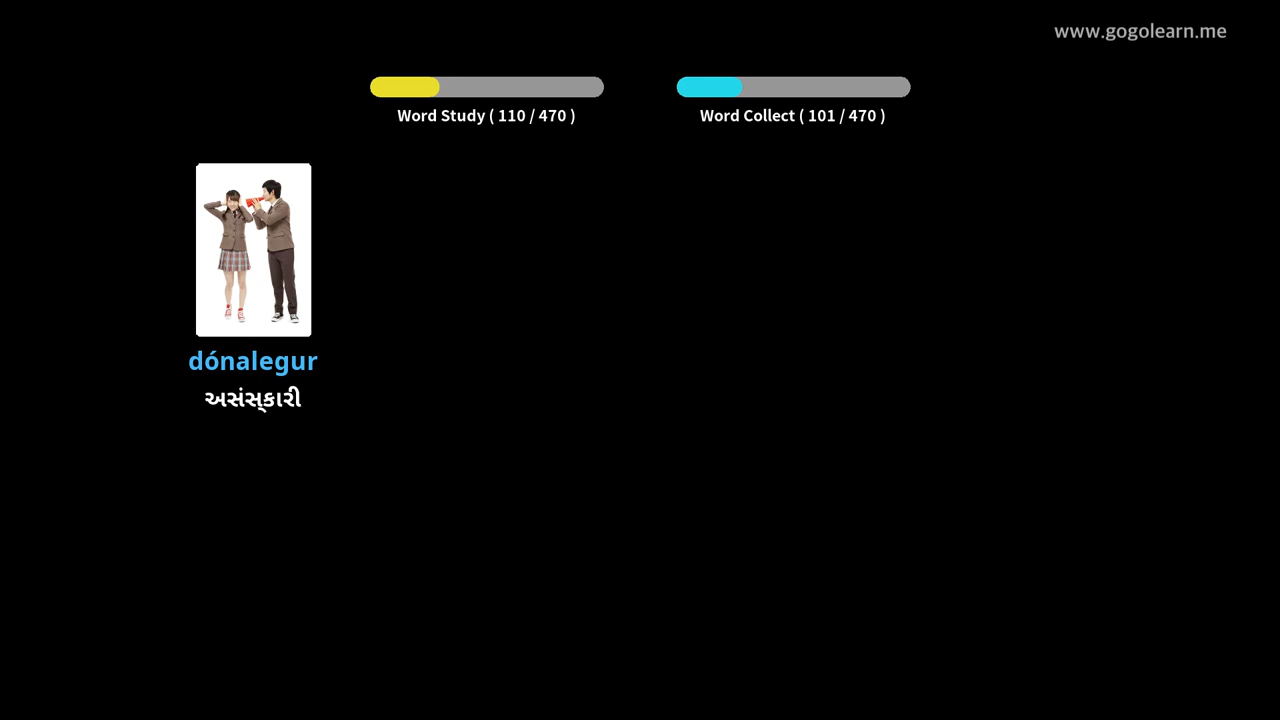 www.gogolearn.me
Word Study ( 110 / 470 )
Word Collect ( 101 / 470 )
dónalegur
અસંસ્કારી